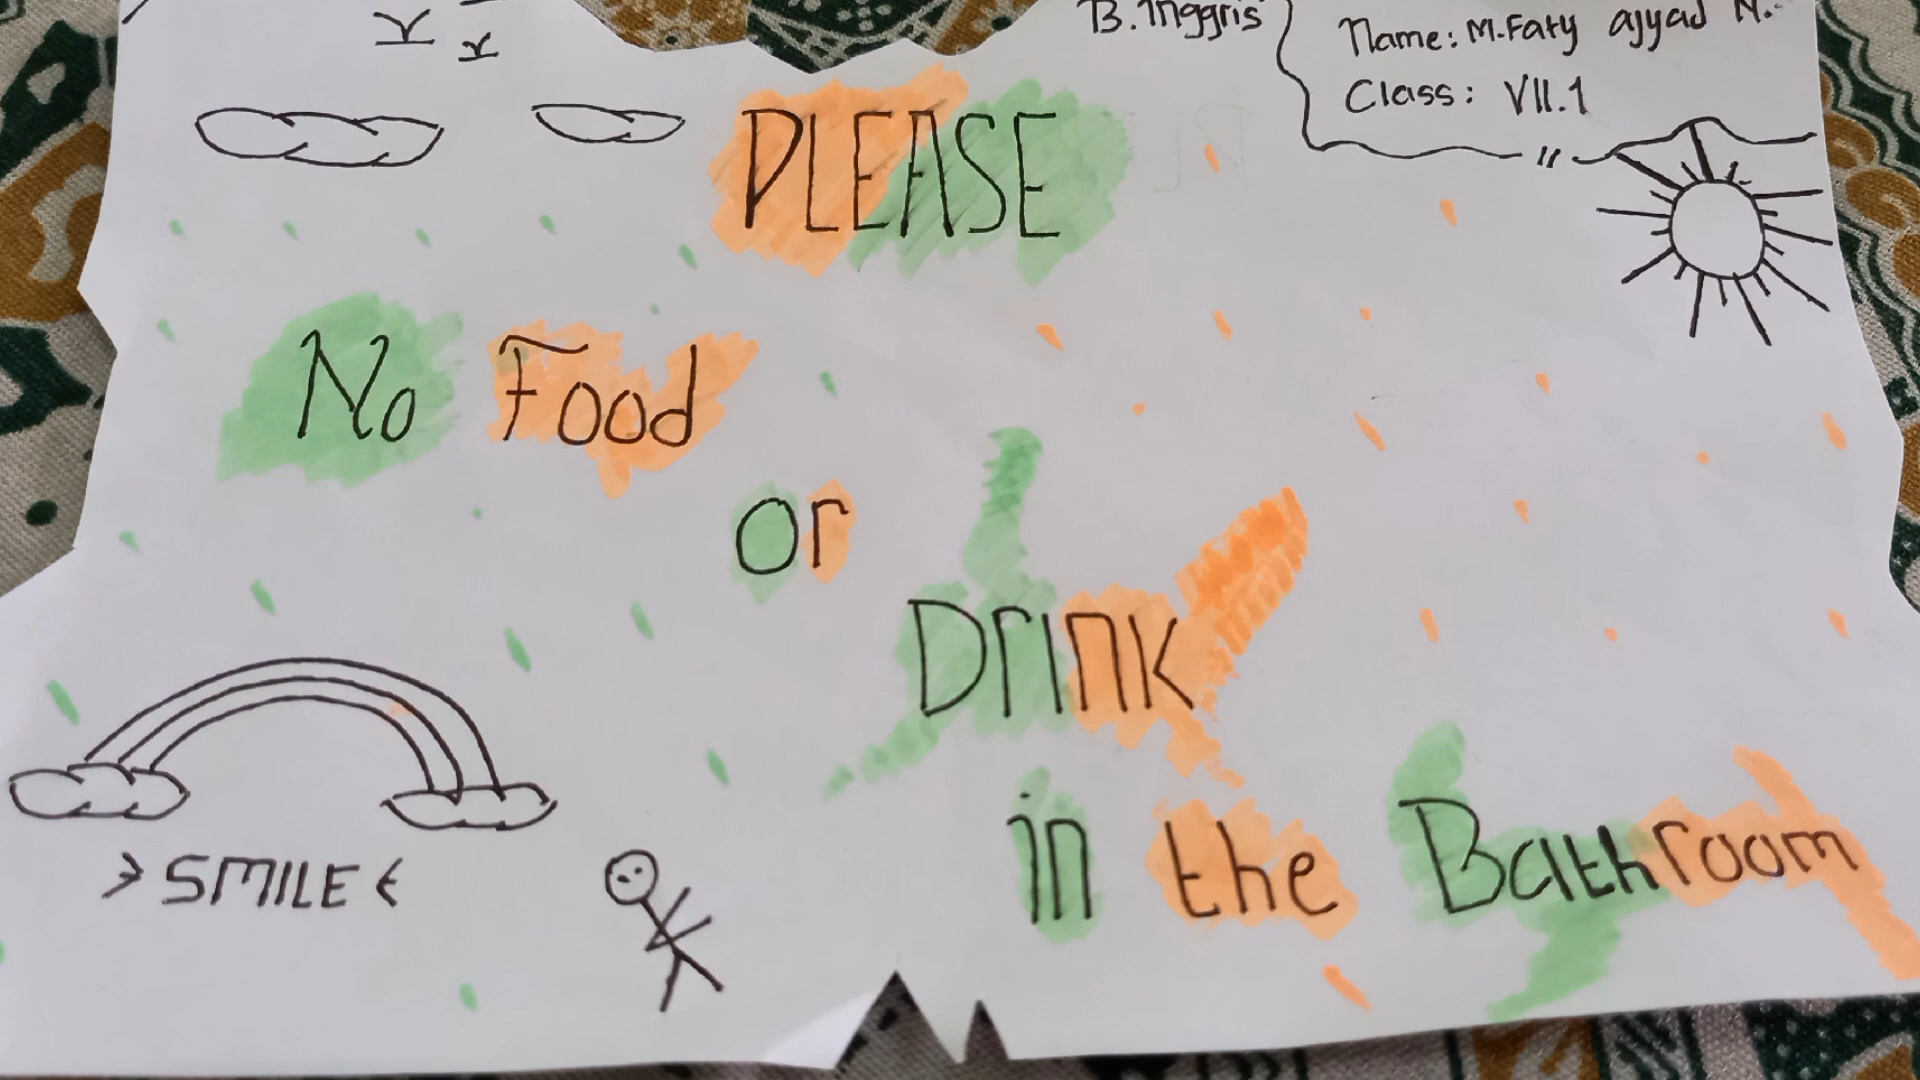 B. Inggris
Name: M. Faty ajyad N.
Class: VII.1
PLEASE
No Food
or
Drink
in the Bathroom
> SMILE <